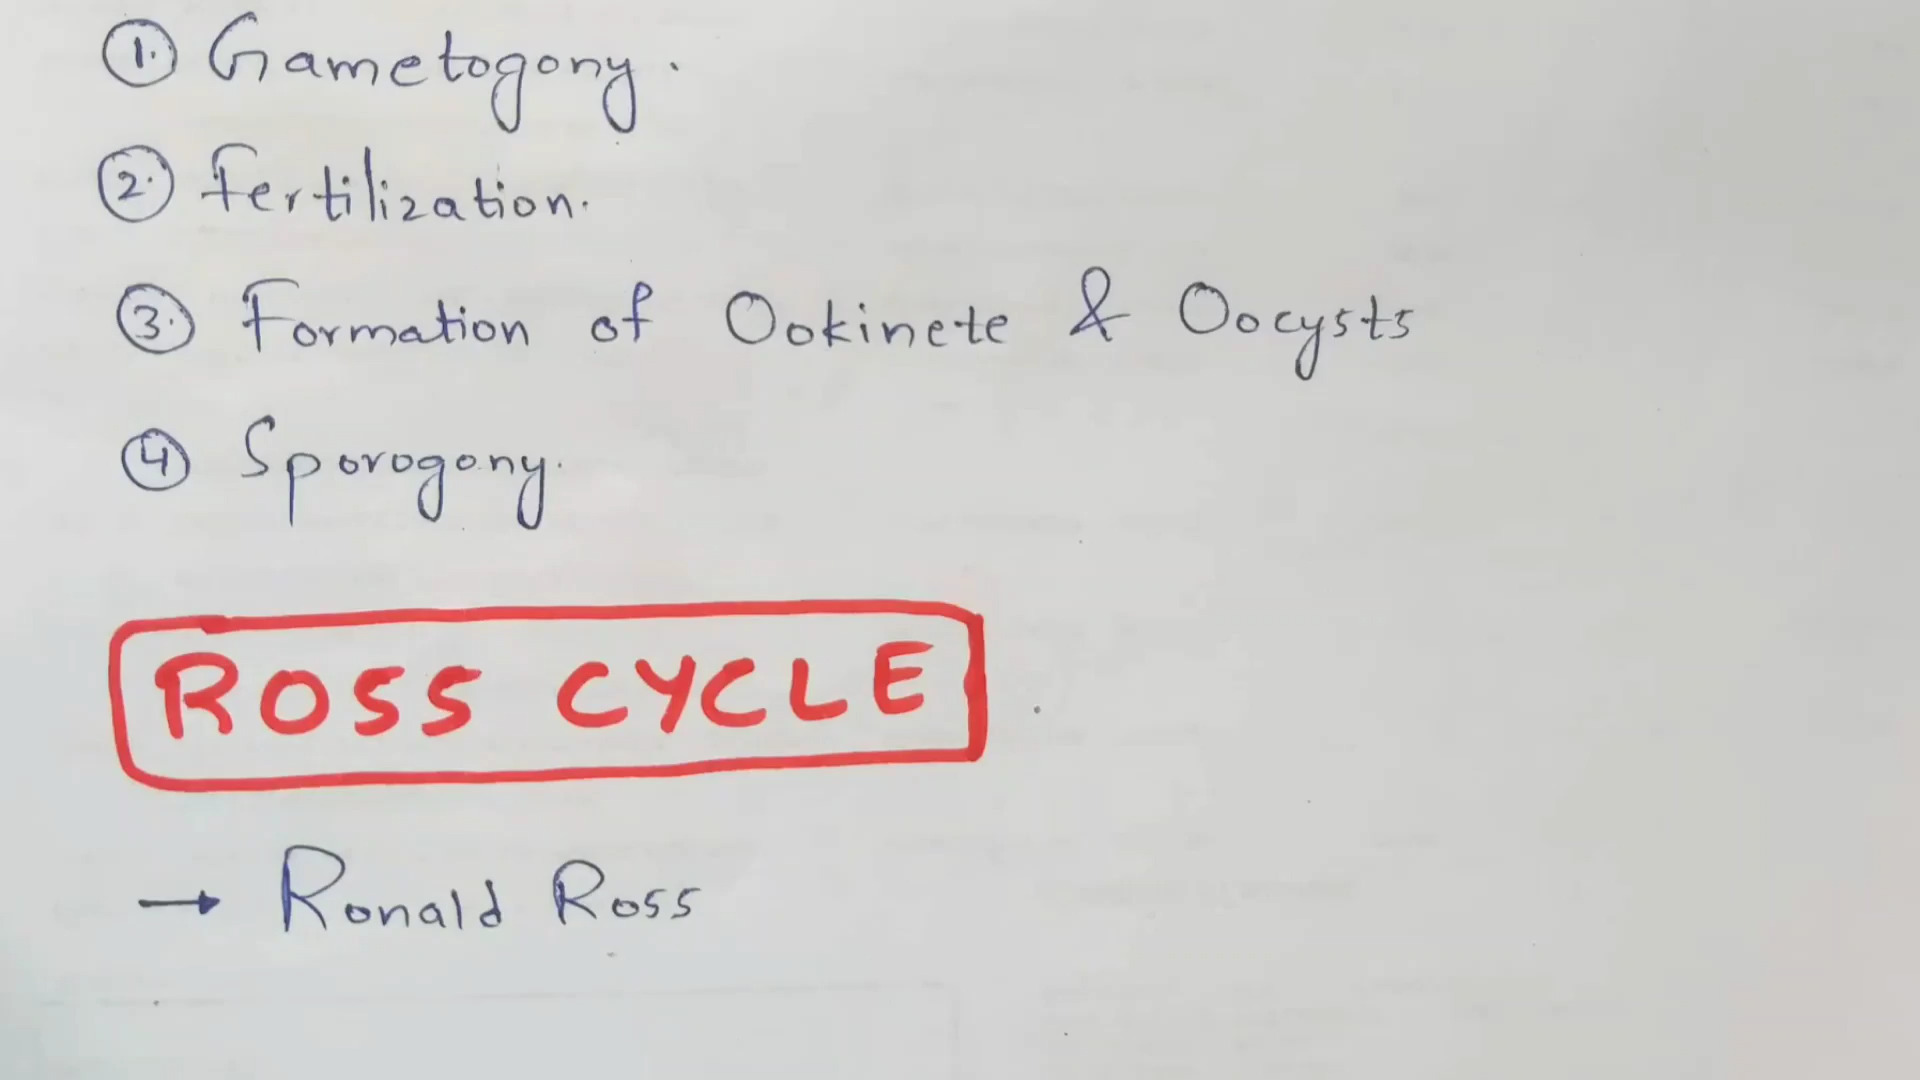 1. Gametogony.
2. Fertilization.
3. Formation of Ookinete & Oocysts
4 Sporogony.
ROSS CYCLE
→ Ronald Ross